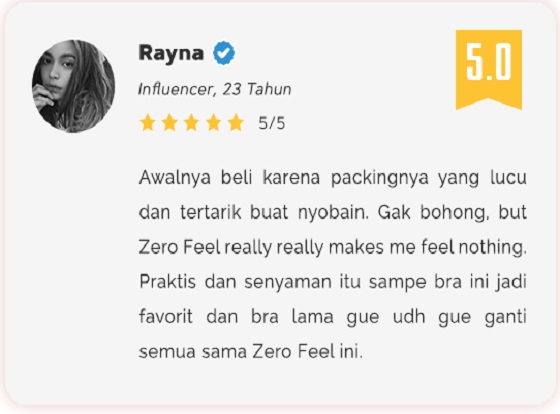 Rayna
5.0
Influencer, 23 Tahun
5/5
Awalnya beli karena packingnya yang lucu
dan tertarik buat nyobain. Gak bohong, but
Zero Feel really really makes me feel nothing.
Praktis dan senyaman itu sampe bra ini jadi
favorit dan bra lama gue udh gue ganti
semua sama Zero Feel ini.